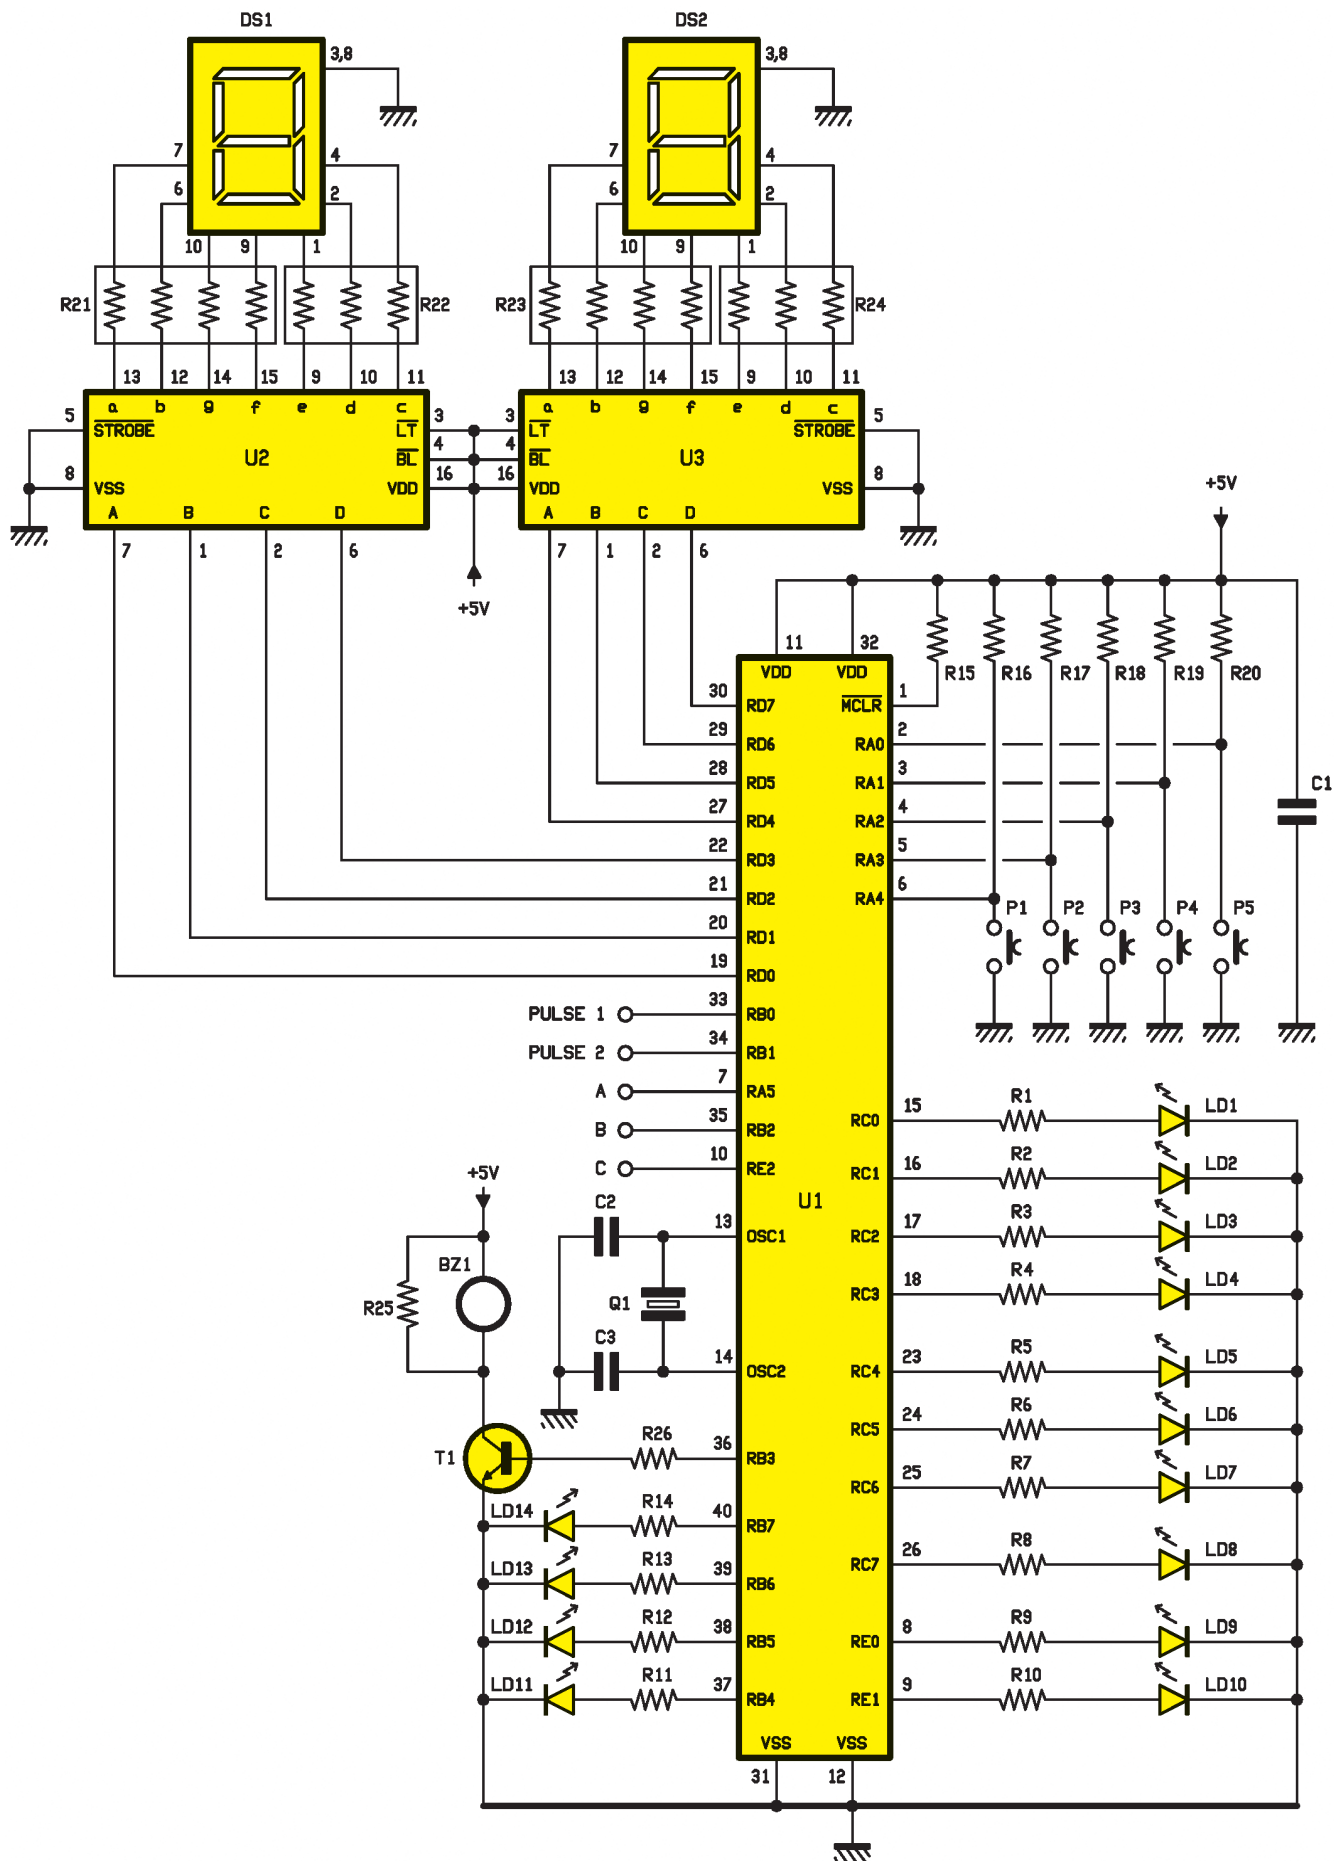 DS1 DS2
3,8 3,8
7 4 7 4
6 2 6 2
10 9 1 10 9 1
R21 R22 R23 R24
13 12 14 15 9 10 11 13 12 14 15 9 10 11
a b g f e d c a b g f e d c
5 STROBE LT 3 3 LT STROBE 5
U2 BL 4 4 BL U3
8 VSS VDD 16 16 VDD VSS 8
A B C D A B C D
7 1 2 6 7 1 2 6
+5V
+5V
11 32
VDD VDD R15 R16 R17 R18 R19 R20
30 RD7 MCLR 1
29 RD6 RA0 2
28 RD5 RA1 3
C1
27 RD4 RA2 4
22 RD3 RA3 5
21 RD2 RA4 6
P1 P2 P3 P4 P5
20 RD1
19 RD0
PULSE 1 33 RB0
PULSE 2 34 RB1
A 7 RA5
B 35 RB2
C 10 RE2
RC0 15 R1 LD1
RC1 16 R2 LD2
U1
+5V
C2 13 OSC1
RC2 17 R3 LD3
BZ1
RC3 18 R4 LD4
R25 Q1
C3 14 OSC2
RC4 23 R5 LD5
RC5 24 R6 LD6
T1 R26 36 RB3
RC6 25 R7 LD7
LD14 R14 40 RB7
RC7 26 R8 LD8
LD13 R13 39 RB6
LD12 R12 38 RB5
RE0 8 R9 LD9
LD11 R11 37 RB4
RE1 9 R10 LD10
VSS VSS
31 12